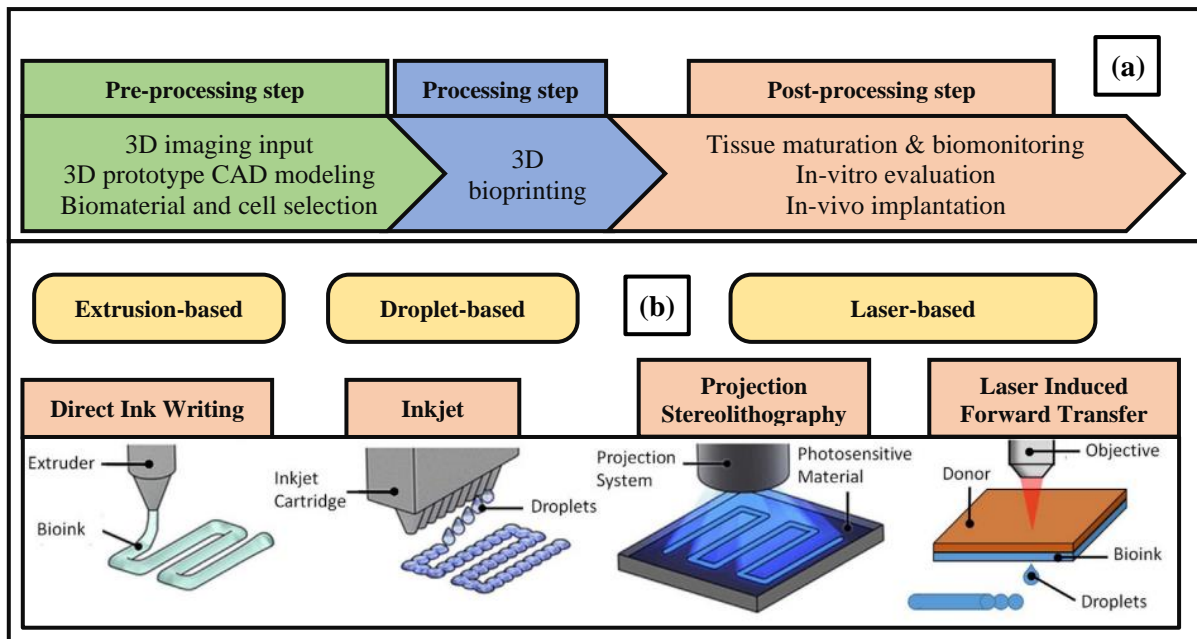 (a)
Pre-processing step
Processing step
Post-processing step
3D imaging input
3D prototype CAD modeling
Biomaterial and cell selection
3D
bioprinting
Tissue maturation & biomonitoring
In-vitro evaluation
In-vivo implantation
(b)
Extrusion-based
Droplet-based
Laser-based
Direct Ink Writing
Inkjet
Projection
Stereolithography
Laser Induced
Forward Transfer
Extruder
Bioink
Inkjet
Cartridge
Droplets
Projection
System
Photosensitive
Material
Objective
Donor
Bioink
Droplets